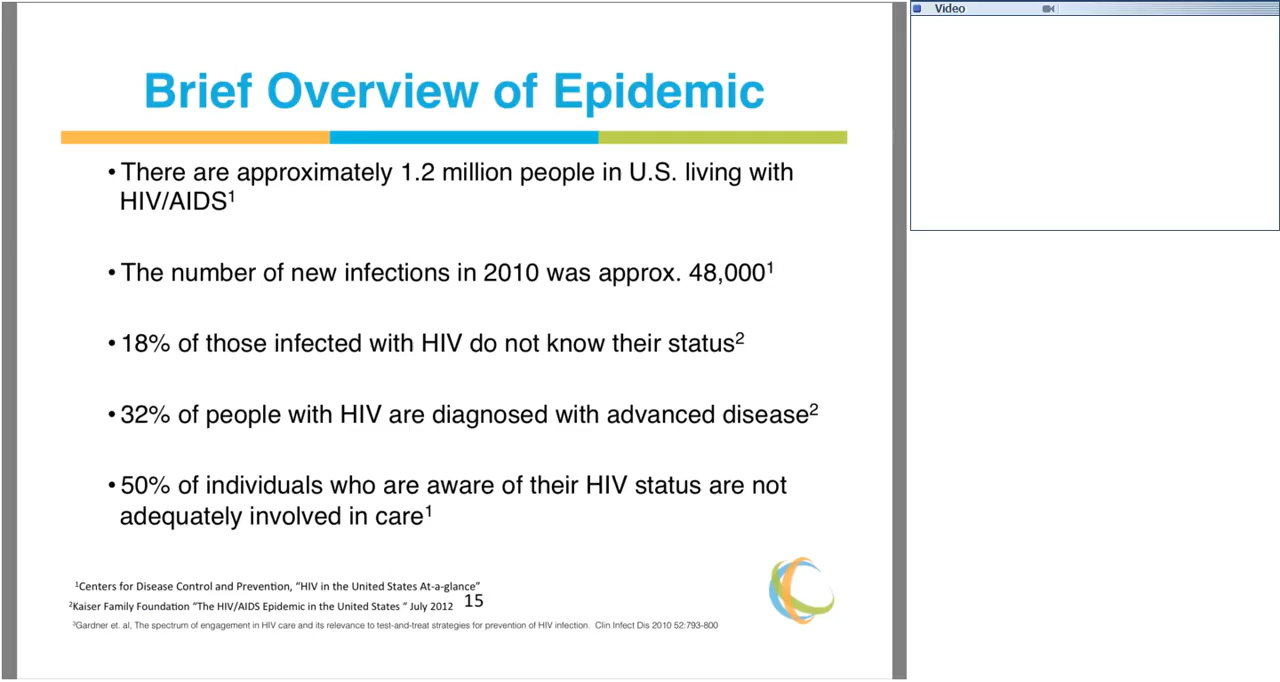 Video
Brief Overview of Epidemic
• There are approximately 1.2 million people in U.S. living with
HIV/AIDS¹
• The number of new infections in 2010 was approx. 48,000¹
• 18% of those infected with HIV do not know their status²
• 32% of people with HIV are diagnosed with advanced disease²
• 50% of individuals who are aware of their HIV status are not
adequately involved in care¹
¹Centers for Disease Control and Prevention, “HIV in the United States At-a-glance”
²Kaiser Family Foundation “The HIV/AIDS Epidemic in the United States “ July 2012
15
³Gardner et. al, The spectrum of engagement in HIV care and its relevance to test-and-treat strategies for prevention of HIV infection. Clin Infect Dis 2010 52:793-800